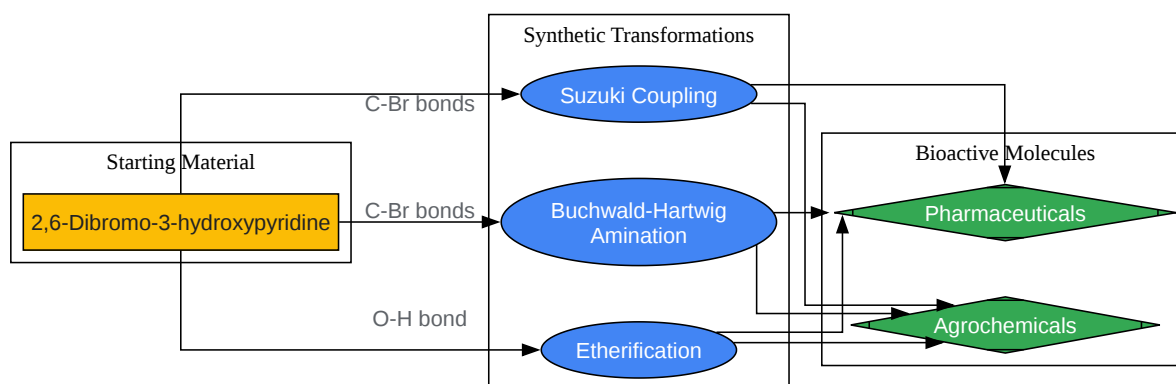 Synthetic Transformations
Suzuki Coupling
C-Br bonds
Starting Material
2,6-Dibromo-3-hydroxypyridine
C-Br bonds
Buchwald-Hartwig
Amination
O-H bond
Etherification
Bioactive Molecules
Pharmaceuticals
Agrochemicals